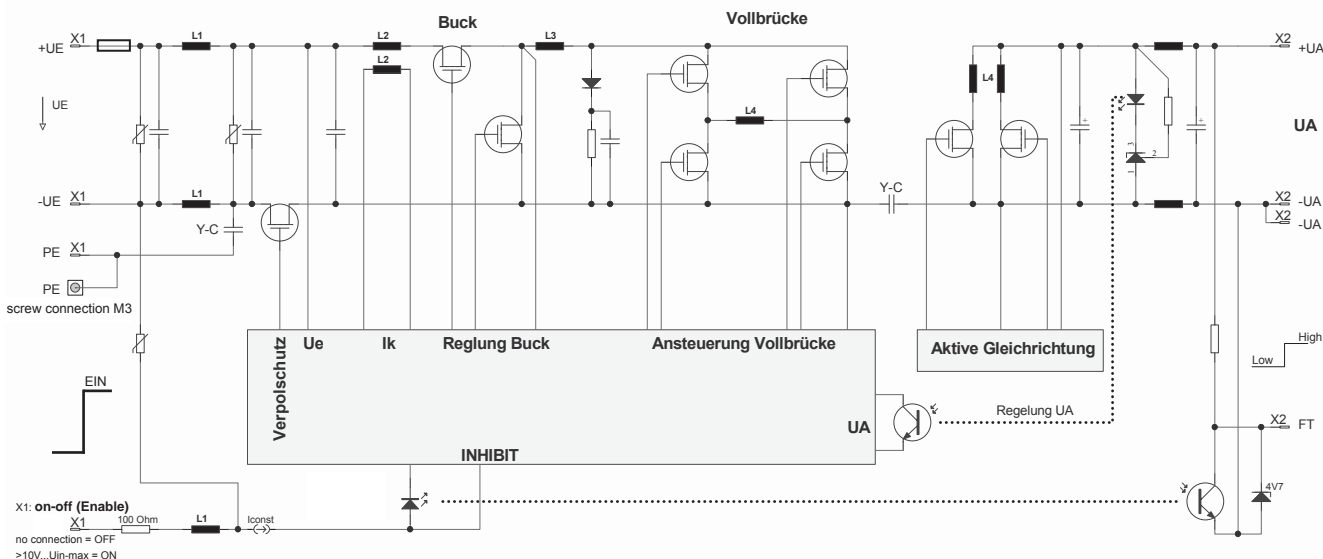 Buck
Vollbrücke
X1
L1
L2
L3
X2
+UE
+UA
L2
L4
UE
L4
UA
3
2
1
X1
L1
Y-C
X2
-UE
-UA
X2
Y-C
-UA
X1
PE
PE
screw connection M3
Verpolschutz
Ue
Ik
Reglung Buck
Ansteuerung Vollbrücke
Aktive Gleichrichtung
High
Low
EIN
Regelung UA
UA
X2
FT
INHIBIT
4V7
X1: on-off (Enable)
X1
100 Ohm
L1
Iconst
no connection = OFF
>10V...Uin-max = ON